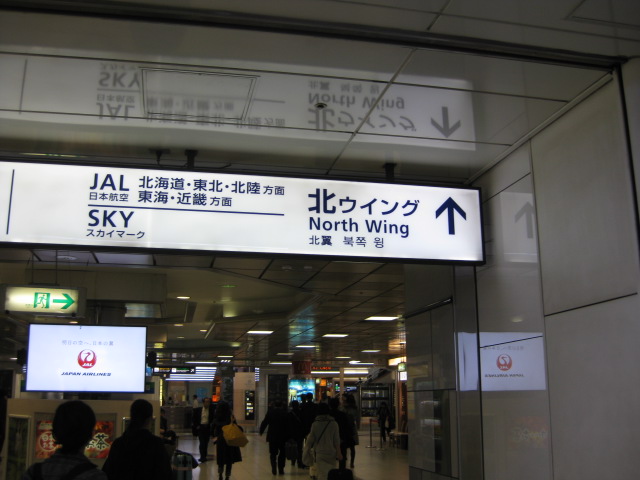 JAL 北海道・東北・北陸方面
日本航空 東海・近畿方面
SKY
スカイマーク
北ウイング
North Wing
北翼 북쪽 윙
JAL
JAPAN AIRLINES